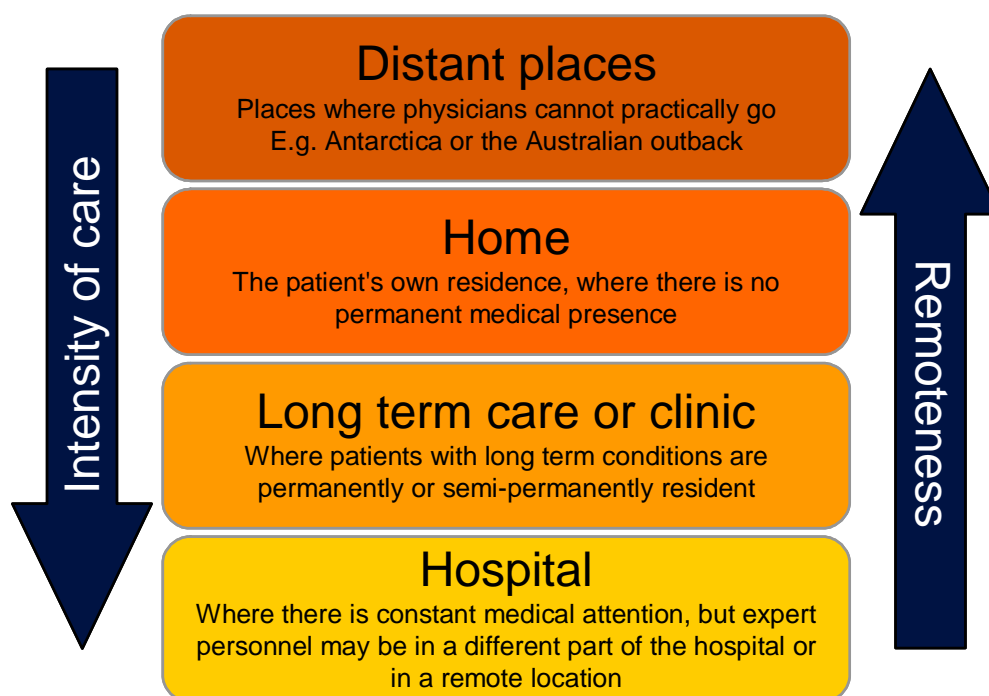 Intensity of care
Distant places
Places where physicians cannot practically go
E.g. Antarctica or the Australian outback
Home
The patient's own residence, where there is no
permanent medical presence
Long term care or clinic
Where patients with long term conditions are
permanently or semi-permanently resident
Hospital
Where there is constant medical attention, but expert
personnel may be in a different part of the hospital or
in a remote location
Remoteness